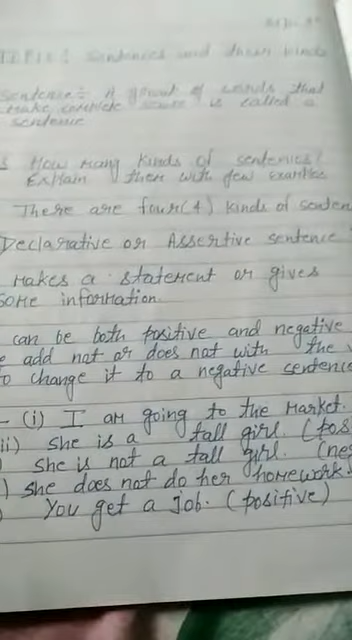 TOPIC: Sentences and their kinds
Sentence:- A group of words that
make complete sense is called a
sentence
How Many kinds of sentences?
Explain them with few examples
There are four(4) kinds of senten
Declarative or Assertive sentence
Makes a statement or gives
some information.
can be both positive and negative
add not or does not with the
to change it to a negative sentence
- (i) I am going to the Market.
ii) She is a tall girl. (pos
She is not a tall girl. (ne
) she does not do her homework.
You get a job. (positive)